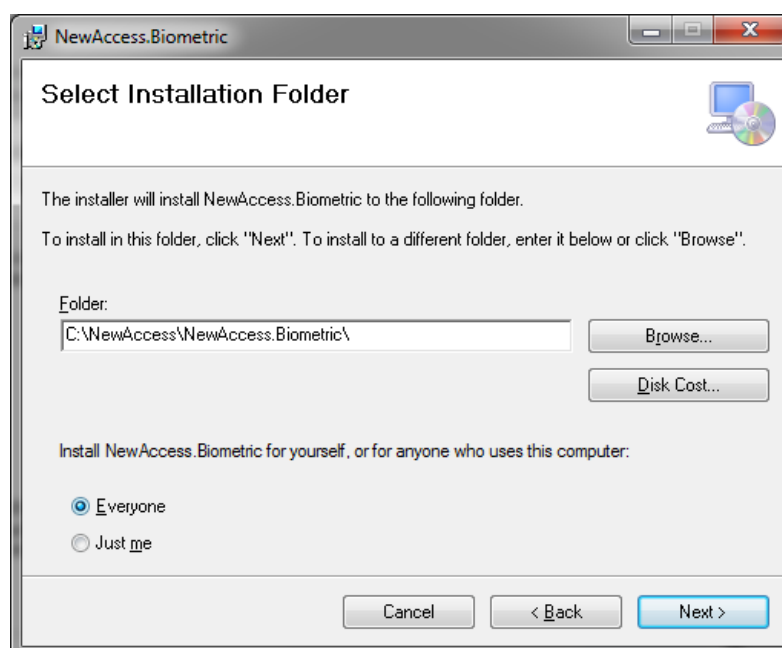 NewAccess.Biometric
Select Installation Folder
The installer will install NewAccess.Biometric to the following folder.
To install in this folder, click "Next". To install to a different folder, enter it below or click "Browse".
Folder:
C:\NewAccess\NewAccess.Biometric\
Browse...
Disk Cost...
Install NewAccess.Biometric for yourself, or for anyone who uses this computer:
Everyone
Just me
Cancel
< Back
Next >